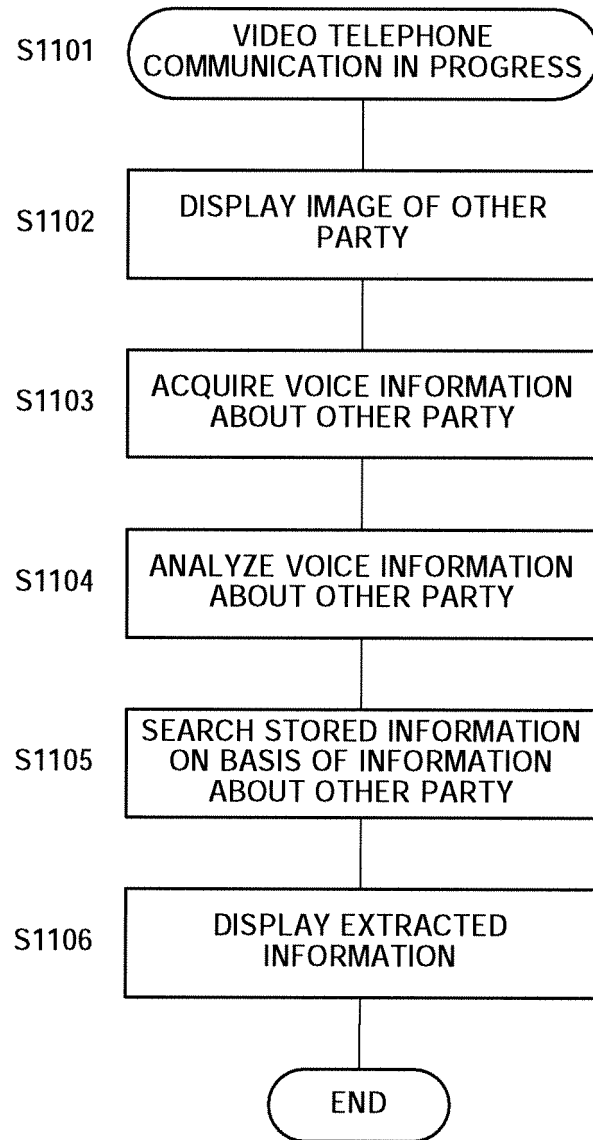 S1101
VIDEO TELEPHONE
COMMUNICATION IN PROGRESS
S1102
DISPLAY IMAGE OF OTHER
PARTY
S1103
ACQUIRE VOICE INFORMATION
ABOUT OTHER PARTY
S1104
ANALYZE VOICE INFORMATION
ABOUT OTHER PARTY
S1105
SEARCH STORED INFORMATION
ON BASIS OF INFORMATION
ABOUT OTHER PARTY
S1106
DISPLAY EXTRACTED
INFORMATION
END